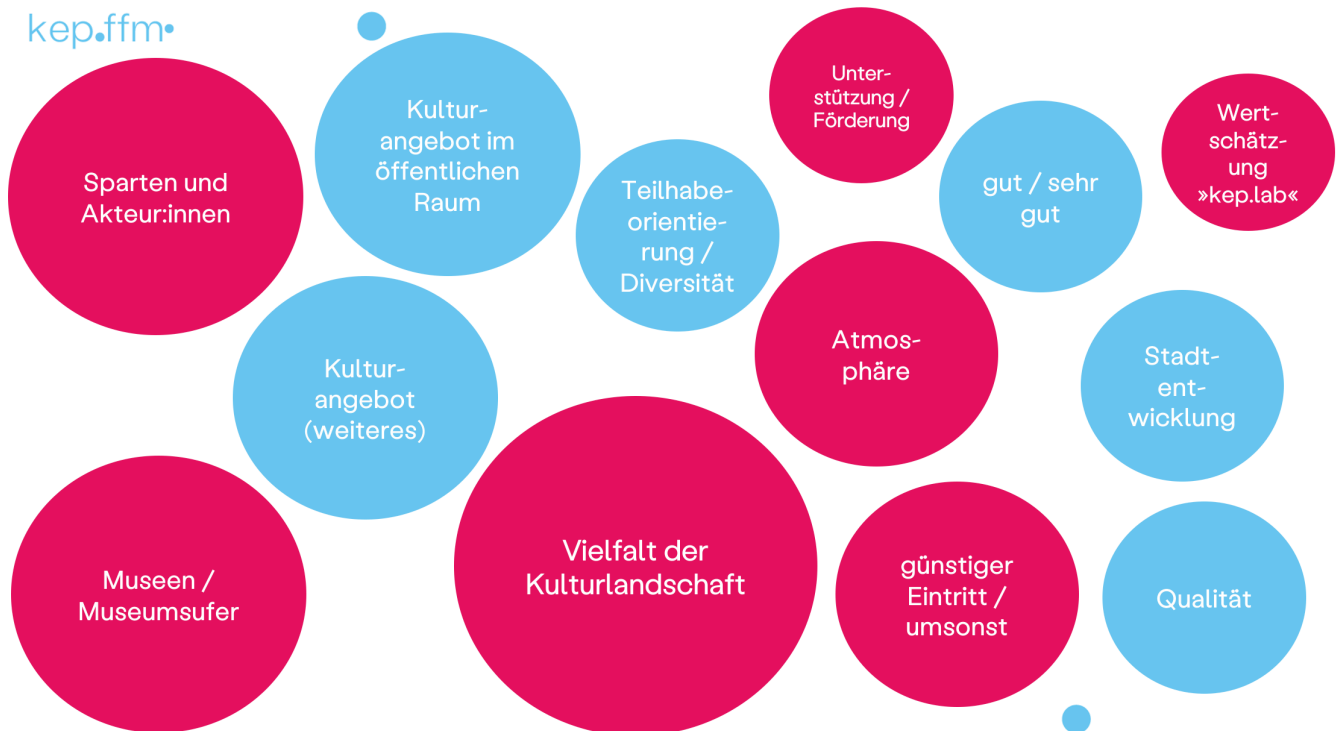 kep.ffm
Sparten und
Akteur:innen
Kultur-
angebot im
öffentlichen
Raum
Teilhabe-
orientie-
rung /
Diversität
Unter-
stützung /
Förderung
gut / sehr
gut
Wert-
schätz-
ung
»kep.lab«
Kultur-
angebot
(weiteres)
Atmos-
phäre
Stadt-
ent-
wicklung
Museen /
Museumsufer
Vielfalt der
Kulturlandschaft
günstiger
Eintritt /
umsonst
Qualität